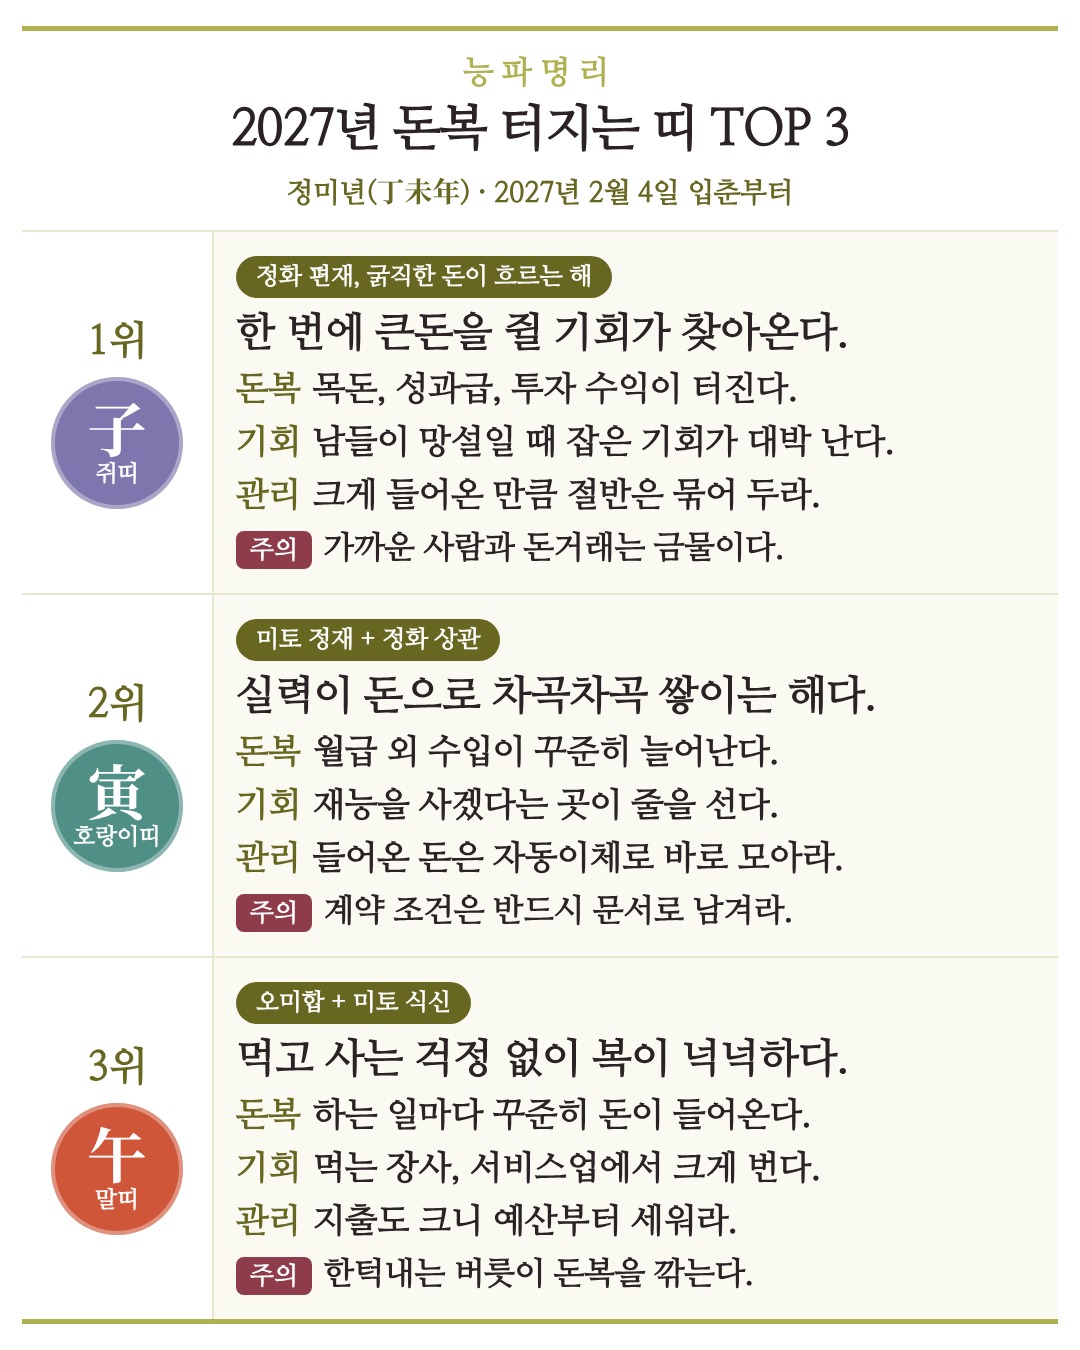 능파명리
2027년 돈복 터지는 띠 TOP 3
정미년(丁未年) · 2027년 2월 4일 입춘부터
1위
子
쥐띠
정화 편재, 굵직한 돈이 흐르는 해
한 번에 큰돈을 쥘 기회가 찾아온다.
돈복 목돈, 성과급, 투자 수익이 터진다.
기회 남들이 망설일 때 잡은 기회가 대박 난다.
관리 크게 들어온 만큼 절반은 묶어 두라.
주의 가까운 사람과 돈거래는 금물이다.
2위
寅
호랑이띠
미토 정재 + 정화 상관
실력이 돈으로 차곡차곡 쌓이는 해다.
돈복 월급 외 수입이 꾸준히 늘어난다.
기회 재능을 사겠다는 곳이 줄을 선다.
관리 들어온 돈은 자동이체로 바로 모아라.
주의 계약 조건은 반드시 문서로 남겨라.
3위
午
말띠
오미합 + 미토 식신
먹고 사는 걱정 없이 복이 넉넉하다.
돈복 하는 일마다 꾸준히 돈이 들어온다.
기회 먹는 장사, 서비스업에서 크게 번다.
관리 지출도 크니 예산부터 세워라.
주의 한턱내는 버릇이 돈복을 깎는다.